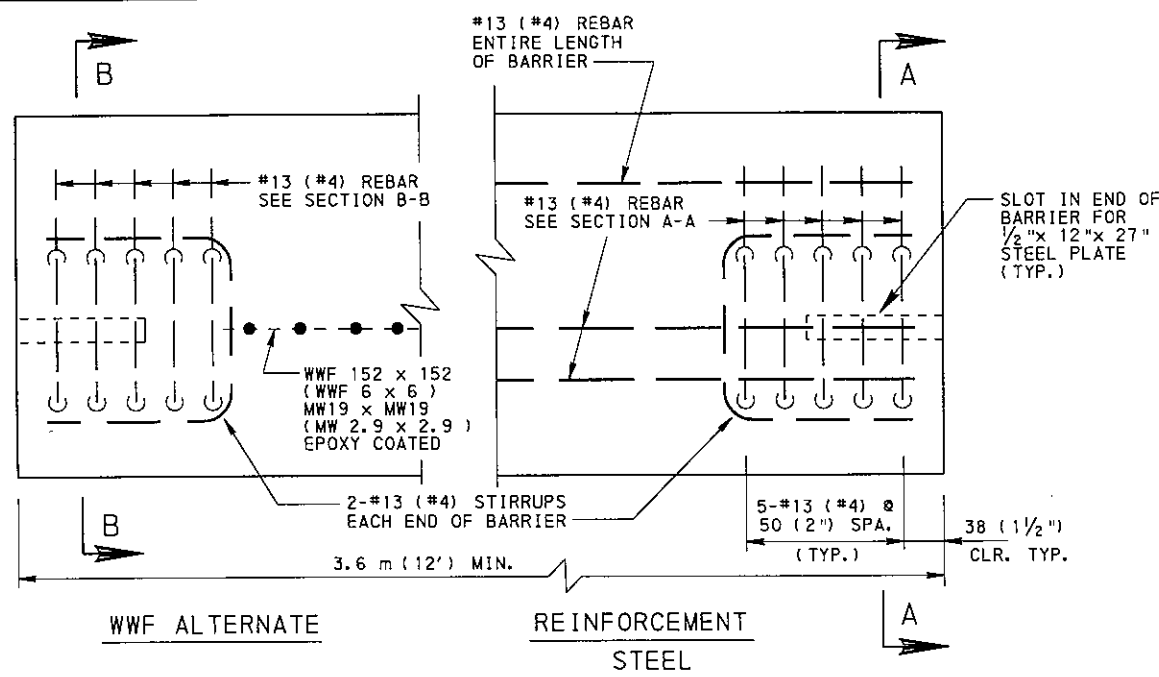 #13 (#4) REBAR
ENTIRE LENGTH
OF BARRIER
B
A
#13 (#4) REBAR
SEE SECTION B-B
#13 (#4) REBAR
SEE SECTION A-A
SLOT IN END OF
BARRIER FOR
1/2"x 12"x 27"
STEEL PLATE
(TYP.)
WWF 152 x 152
(WWF 6 x 6 )
MW19 x MW19
(MW 2.9 x 2.9 )
EPOXY COATED
2-#13 (#4) STIRRUPS
EACH END OF BARRIER
5-#13 (#4) @
50 (2") SPA.
(TYP.)
38 (1 1/2")
CLR. TYP.
B
3.6 m (12') MIN.
A
WWF ALTERNATE
REINFORCEMENT
STEEL